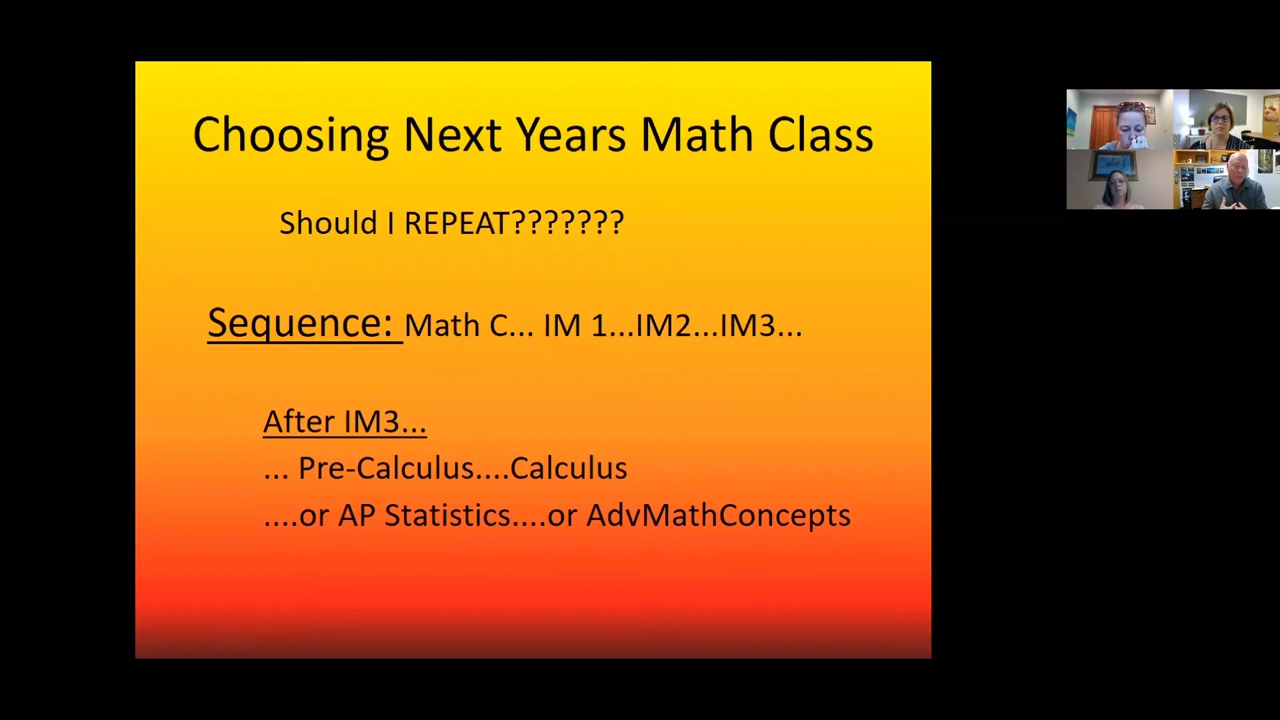 Choosing Next Years Math Class
Should I REPEAT???????
Sequence: Math C... IM 1...IM2...IM3...
After IM3...
... Pre-Calculus....Calculus
....or AP Statistics....or AdvMathConcepts